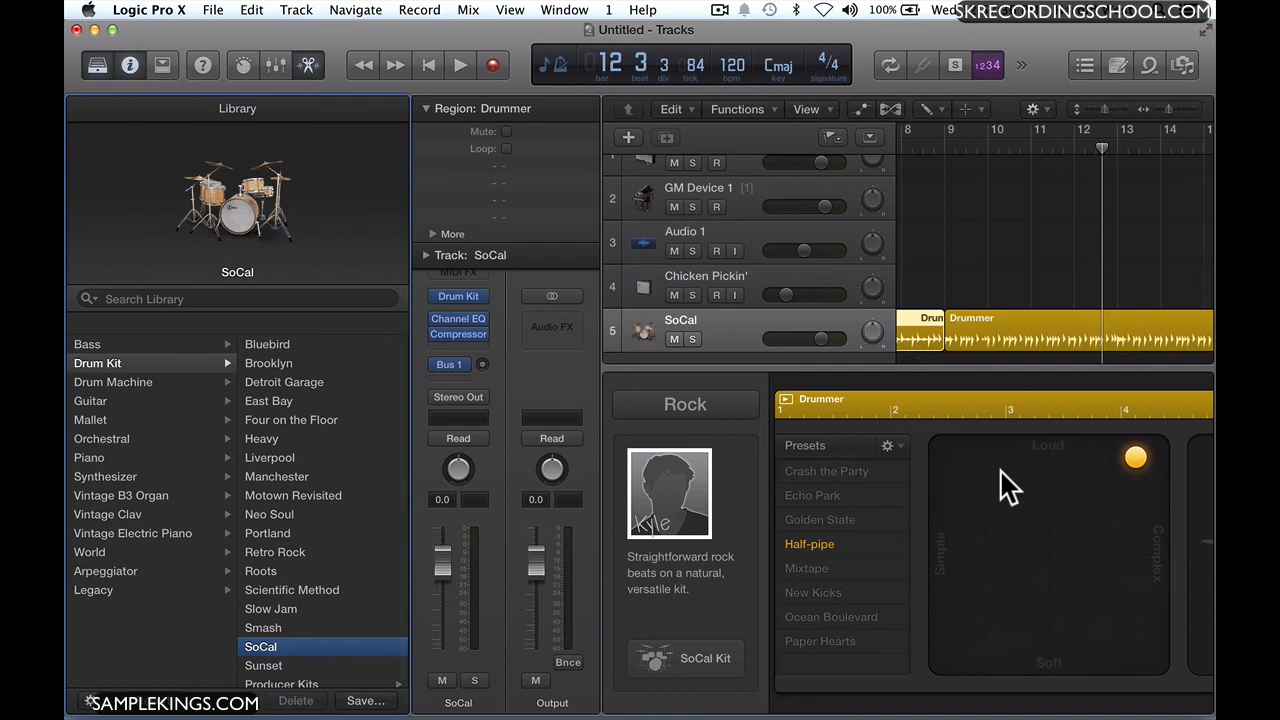 Logic Pro X File Edit Track Navigate Record Mix View Window 1 Help 100% Wed
SKRECORDINGSCHOOL.COM
Untitled - Tracks
12 3 3 84 120 Cmaj 4/4
bar beat div tick bpm key signature
1234
Library
SoCal
Search Library
Bass
Drum Kit
Drum Machine
Guitar
Mallet
Orchestral
Piano
Synthesizer
Vintage B3 Organ
Vintage Clav
Vintage Electric Piano
World
Arpeggiator
Legacy
Bluebird
Brooklyn
Detroit Garage
East Bay
Four on the Floor
Heavy
Liverpool
Manchester
Motown Revisited
Neo Soul
Portland
Retro Rock
Roots
Scientific Method
Slow Jam
Smash
SoCal
Sunset
Producer Kits
Delete Save...
SAMPLEKINGS.COM
Region: Drummer
Mute:
Loop:
More
Track: SoCal
MIDI FX
Drum Kit
Channel EQ
Compressor
Audio FX
Bus 1
Stereo Out
Read Read
0.0 0.0
Bnce
M S M
SoCal Output
Edit Functions View
8 9 10 11 12 13 14 1
1
M S R
2 GM Device 1 [1]
M S R
3 Audio 1
M S R I
4 Chicken Pickin'
M S R I
5 SoCal
M S
L R
Drum Drummer
Rock
Kyle
Straightforward rock
beats on a natural,
versatile kit.
SoCal Kit
Drummer
1 2 3 4
Presets
Crash the Party
Echo Park
Golden State
Half-pipe
Mixtape
New Kicks
Ocean Boulevard
Paper Hearts
Loud
Simple
Complex
Soft